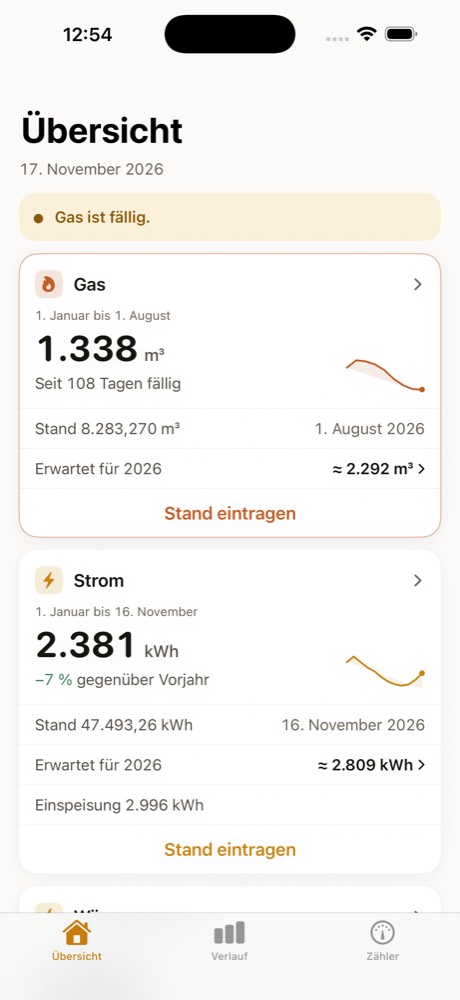 12:54
Übersicht
17. November 2026
Gas ist fällig.
Gas
1. Januar bis 1. August
1.338 m³
Seit 108 Tagen fällig
Stand 8.283,270 m³ 1. August 2026
Erwartet für 2026 ≈ 2.292 m³
Stand eintragen
Strom
1. Januar bis 16. November
2.381 kWh
−7 % gegenüber Vorjahr
Stand 47.493,26 kWh 16. November 2026
Erwartet für 2026 ≈ 2.809 kWh
Einspeisung 2.996 kWh
Stand eintragen
Übersicht Verlauf Zähler